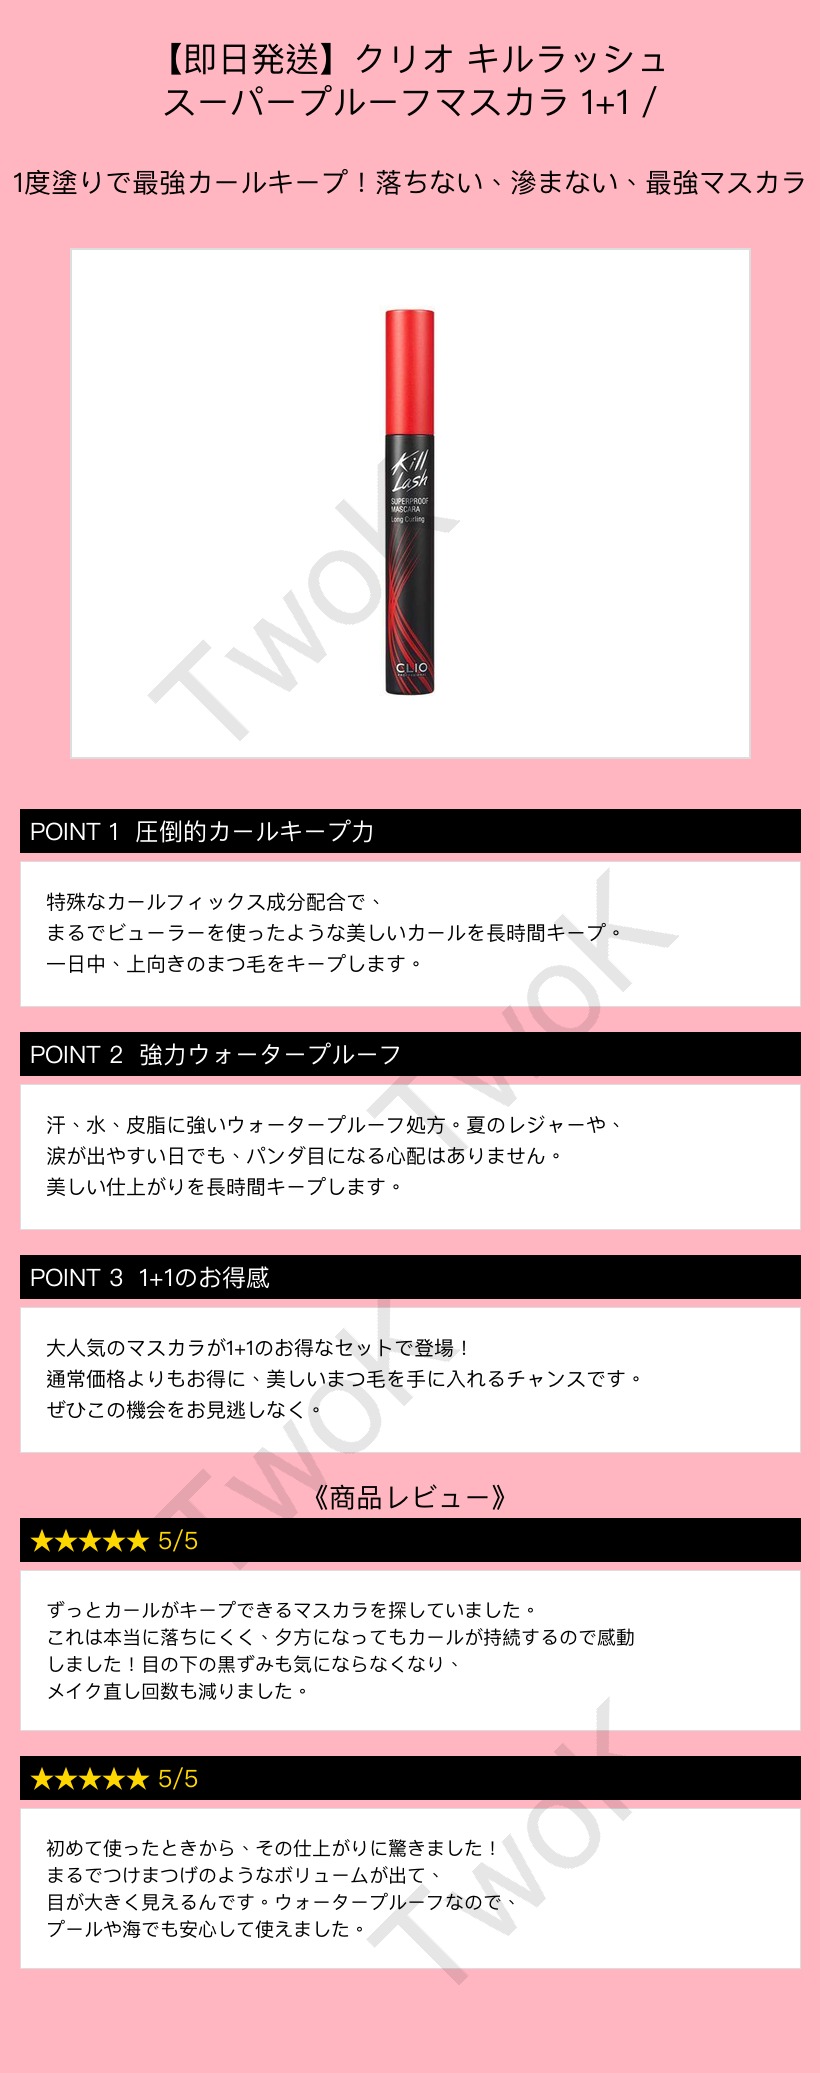 【即日発送】クリオ キルラッシュ
スーパープルーフマスカラ 1+1 /
1度塗りで最強カールキープ！落ちない、滲まない、最強マスカラ
Kill
Lash
SUPERPROOF
MASCARA
Long Curling
CLIO
PROFESSIONAL
TwoK
POINT 1 圧倒的カールキープ力
特殊なカールフィックス成分配合で、
まるでビューラーを使ったような美しいカールを長時間キープ。
一日中、上向きのまつ毛をキープします。
TwoK
POINT 2 強力ウォータープルーフ
汗、水、皮脂に強いウォータープルーフ処方。夏のレジャーや、
涙が出やすい日でも、パンダ目になる心配はありません。
美しい仕上がりを長時間キープします。
POINT 3 1+1のお得感
大人気のマスカラが1+1のお得なセットで登場！
通常価格よりもお得に、美しいまつ毛を手に入れるチャンスです。
ぜひこの機会をお見逃しなく。
TwoK
《商品レビュー》
★★★★★ 5/5
ずっとカールがキープできるマスカラを探していました。
これは本当に落ちにくく、夕方になってもカールが持続するので感動
しました！目の下の黒ずみも気にならなくなり、
メイク直し回数も減りました。
★★★★★ 5/5
初めて使ったときから、その仕上がりに驚きました！
まるでつけまつげのようなボリュームが出て、
目が大きく見えるんです。ウォータープルーフなので、
プールや海でも安心して使えました。
TwoK